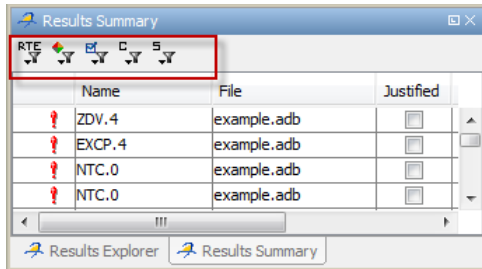 Results Summary
RTE C S
Name File Justified
ZDV.4 example.adb
EXCP.4 example.adb
NTC.0 example.adb
NTC.0 example.adb
Results Explorer Results Summary